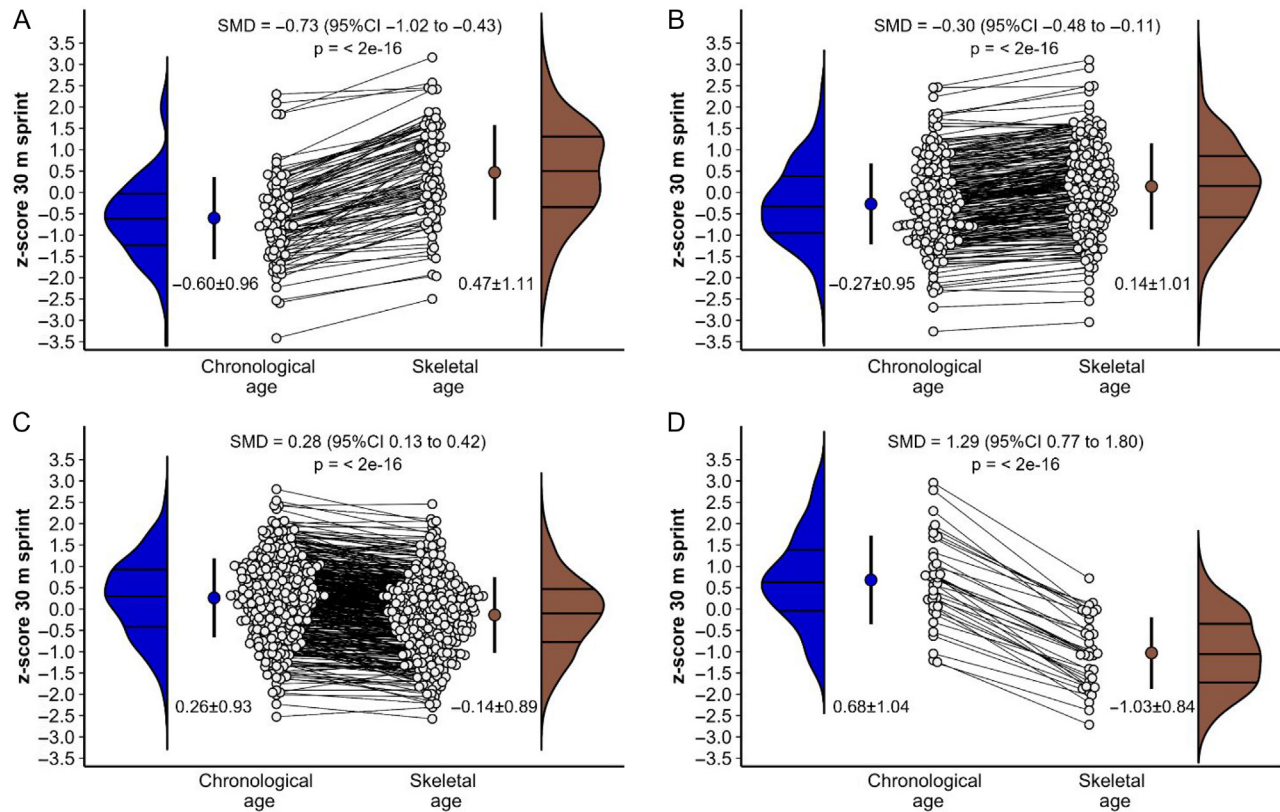 A
SMD = −0.73 (95%CI −1.02 to −0.43)
p = < 2e-16
z-score 30 m sprint
3.5
3.0
2.5
2.0
1.5
1.0
0.5
0.0
−0.5
−1.0
−1.5
−2.0
−2.5
−3.0
−3.5
−0.60±0.96
0.47±1.11
Chronological
age
Skeletal
age
B
SMD = −0.30 (95%CI −0.48 to −0.11)
p = < 2e-16
z-score 30 m sprint
3.5
3.0
2.5
2.0
1.5
1.0
0.5
0.0
−0.5
−1.0
−1.5
−2.0
−2.5
−3.0
−3.5
−0.27±0.95
0.14±1.01
Chronological
age
Skeletal
age
C
SMD = 0.28 (95%CI 0.13 to 0.42)
p = < 2e-16
z-score 30 m sprint
3.5
3.0
2.5
2.0
1.5
1.0
0.5
0.0
−0.5
−1.0
−1.5
−2.0
−2.5
−3.0
−3.5
0.26±0.93
−0.14±0.89
Chronological
age
Skeletal
age
D
SMD = 1.29 (95%CI 0.77 to 1.80)
p = < 2e-16
z-score 30 m sprint
3.5
3.0
2.5
2.0
1.5
1.0
0.5
0.0
−0.5
−1.0
−1.5
−2.0
−2.5
−3.0
−3.5
0.68±1.04
−1.03±0.84
Chronological
age
Skeletal
age